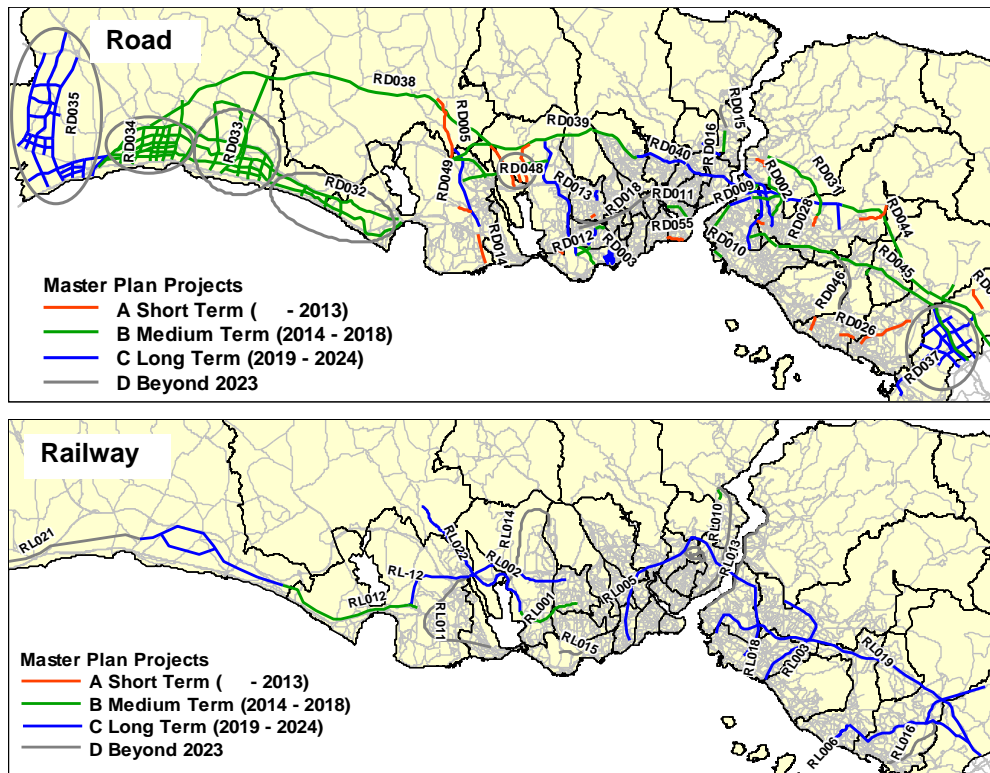 Road
RD035
RD034
RD033
RD032
RD038
RD005
RD049
RD014
RD039
RD048
RD013
RD012
RD003
RD018
RD011
RD055
RD040
RD016
RD015
RD009
RD010
RD002
RD031
RD028
RD044
RD045
RD046
RD026
RD037
Master Plan Projects
A Short Term ( - 2013)
B Medium Term (2014 - 2018)
C Long Term (2019 - 2024)
D Beyond 2023
Railway
RL021
RL012
RL-12
RL011
RL022
RL002
RL014
RL001
RL015
RL005
RL010
RL013
RL018
RL003
RL019
RL006
RL016
Master Plan Projects
A Short Term ( - 2013)
B Medium Term (2014 - 2018)
C Long Term (2019 - 2024)
D Beyond 2023